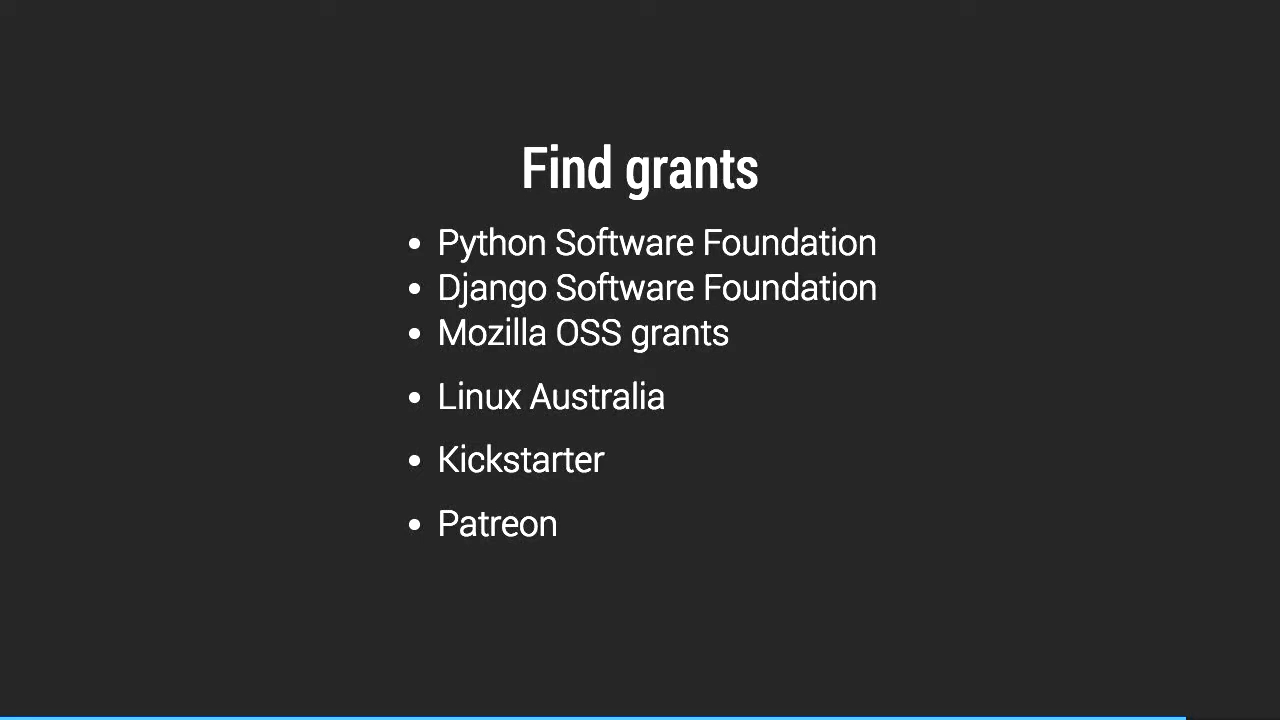 Find grants
• Python Software Foundation
• Django Software Foundation
• Mozilla OSS grants
• Linux Australia
• Kickstarter
• Patreon